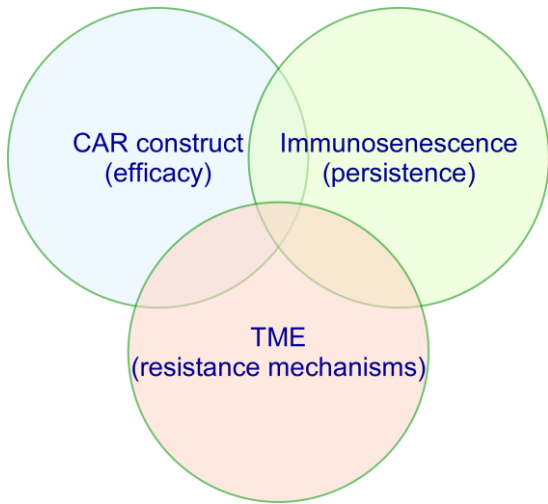 CAR construct
(efficacy)
Immunosenescence
(persistence)
TME
(resistance mechanisms)